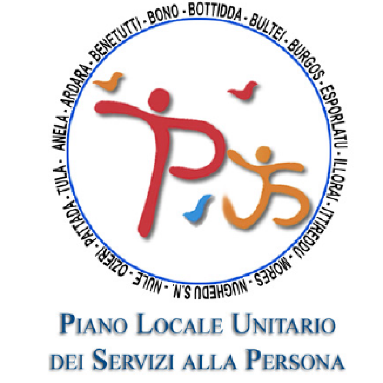 ANELA - ARDARA - BENETUTTI - BONO - BOTTIDDA - BULTEI - BURGOS - ESPORLATU - ILLORAI - ITTIREDDU - MORES - NUGHEDU S.N. - NULE - OZIERI - PATTADA - TULA -
PIANO LOCALE UNITARIO
DEI SERVIZI ALLA PERSONA